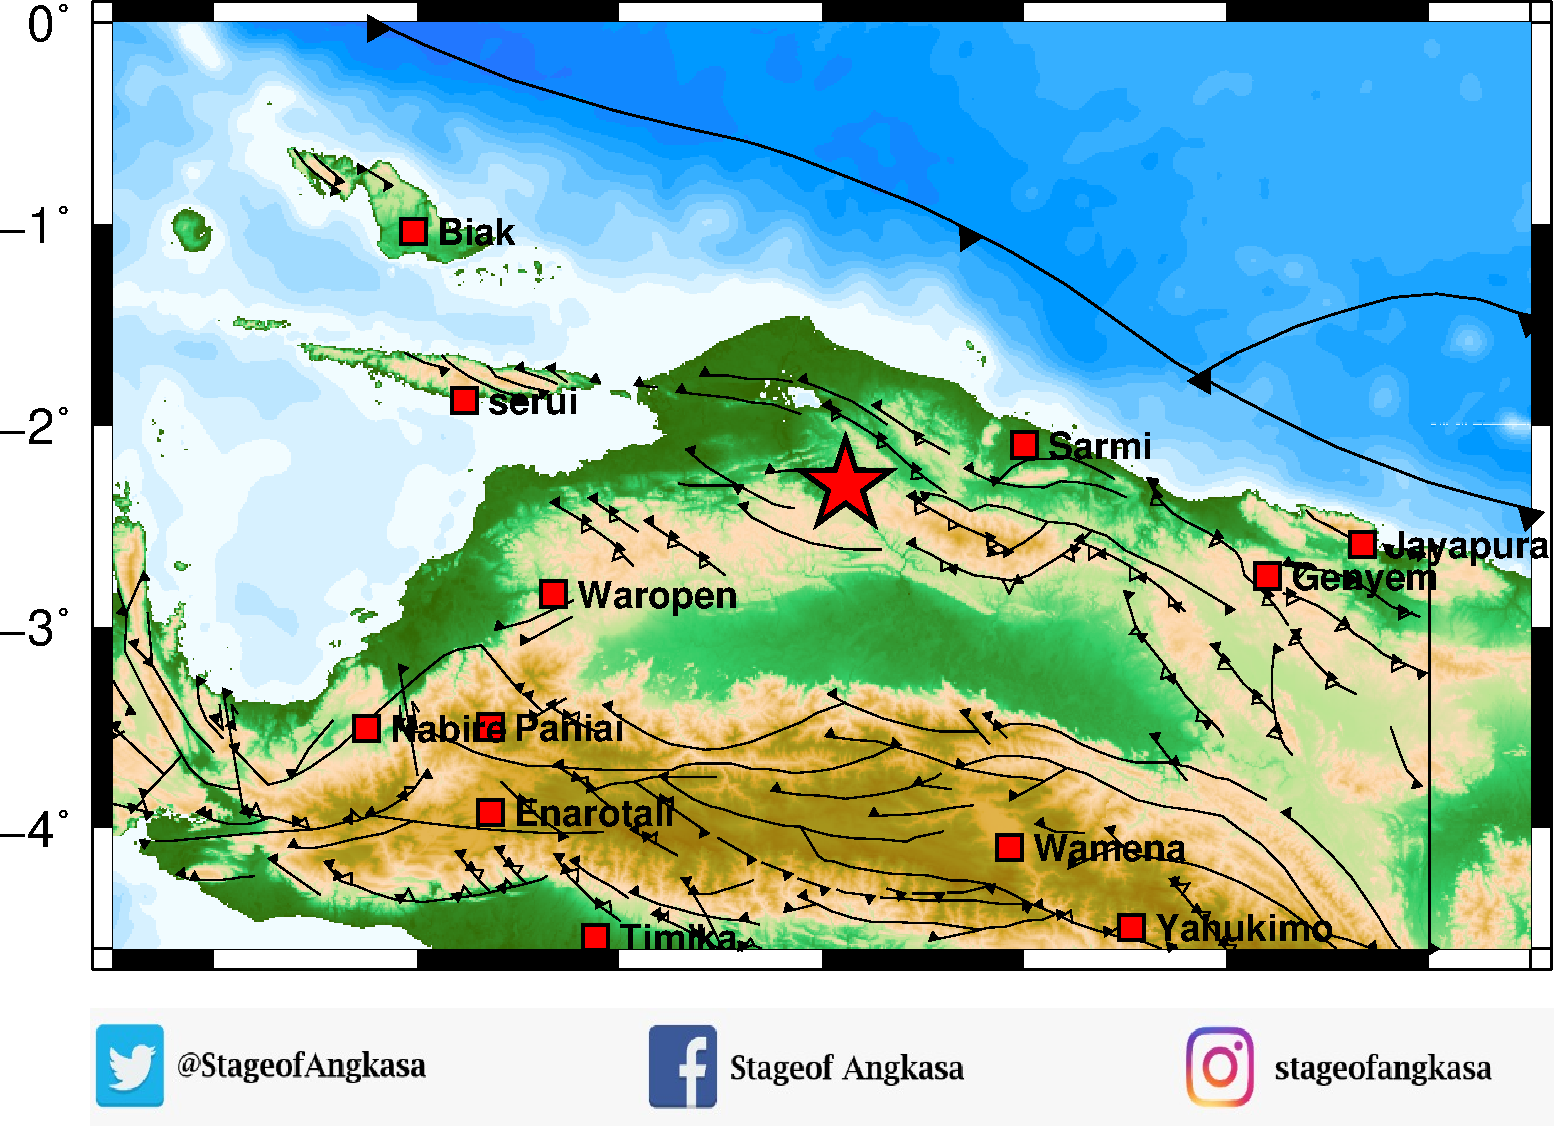 0°
Biak
−1°
serui
−2°
Sarmi
Jayapura
Genyem
Waropen
−3°
Nabire
Paniai
Enarotali
−4°
Wamena
Yahukimo
Timika
@StageofAngkasa
Stageof Angkasa
stageofangkasa